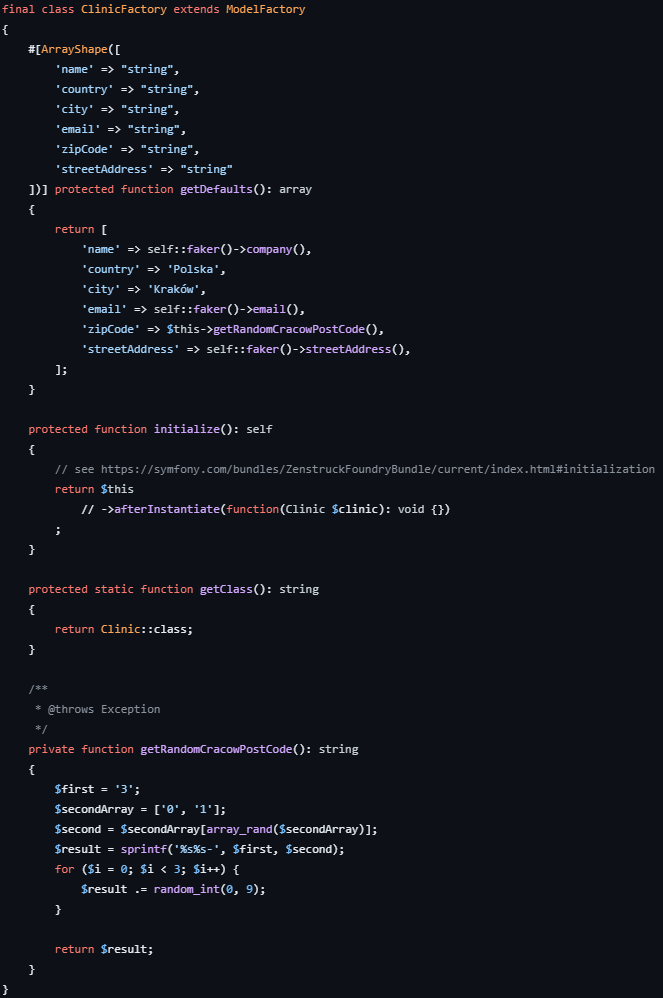 final class ClinicFactory extends ModelFactory
{
    #[ArrayShape([
        'name' => "string",
        'country' => "string",
        'city' => "string",
        'email' => "string",
        'zipCode' => "string",
        'streetAddress' => "string"
    ])] protected function getDefaults(): array
    {
        return [
            'name' => self::faker()->company(),
            'country' => 'Polska',
            'city' => 'Kraków',
            'email' => self::faker()->email(),
            'zipCode' => $this->getRandomCracowPostCode(),
            'streetAddress' => self::faker()->streetAddress(),
        ];
    }

    protected function initialize(): self
    {
        // see https://symfony.com/bundles/ZenstruckFoundryBundle/current/index.html#initialization
        return $this
            // ->afterInstantiate(function(Clinic $clinic): void {})
        ;
    }

    protected static function getClass(): string
    {
        return Clinic::class;
    }

    /**
     * @throws Exception
     */
    private function getRandomCracowPostCode(): string
    {
        $first = '3';
        $secondArray = ['0', '1'];
        $second = $secondArray[array_rand($secondArray)];
        $result = sprintf('%s%s-', $first, $second);
        for ($i = 0; $i < 3; $i++) {
            $result .= random_int(0, 9);
        }

        return $result;
    }
}